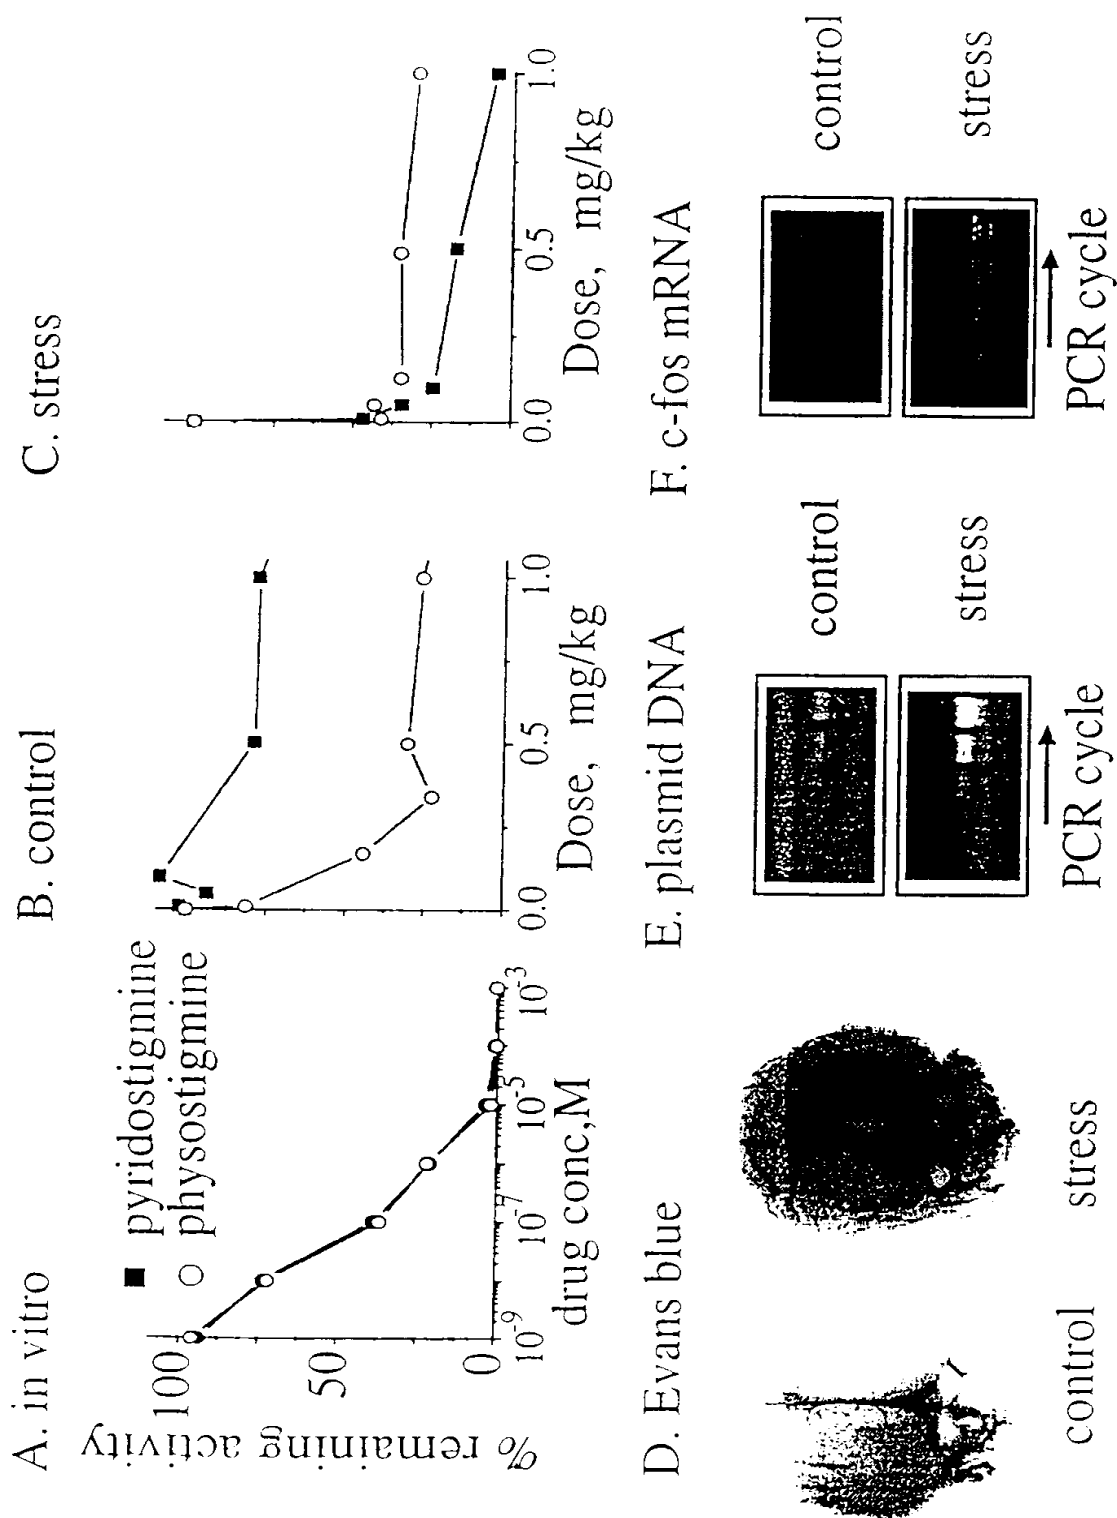 A. in vitro
B. control
C. stress
■ pyridostigmine
○ physostigmine
% remaining activity
100
50
0
10-9 10-7 10-5 10-3
drug conc,M
0.0 0.5 1.0
Dose, mg/kg
0.0 0.5 1.0
Dose, mg/kg
D. Evans blue
E. plasmid DNA
F. c-fos mRNA
control
stress
control
stress
PCR cycle
control
stress
PCR cycle